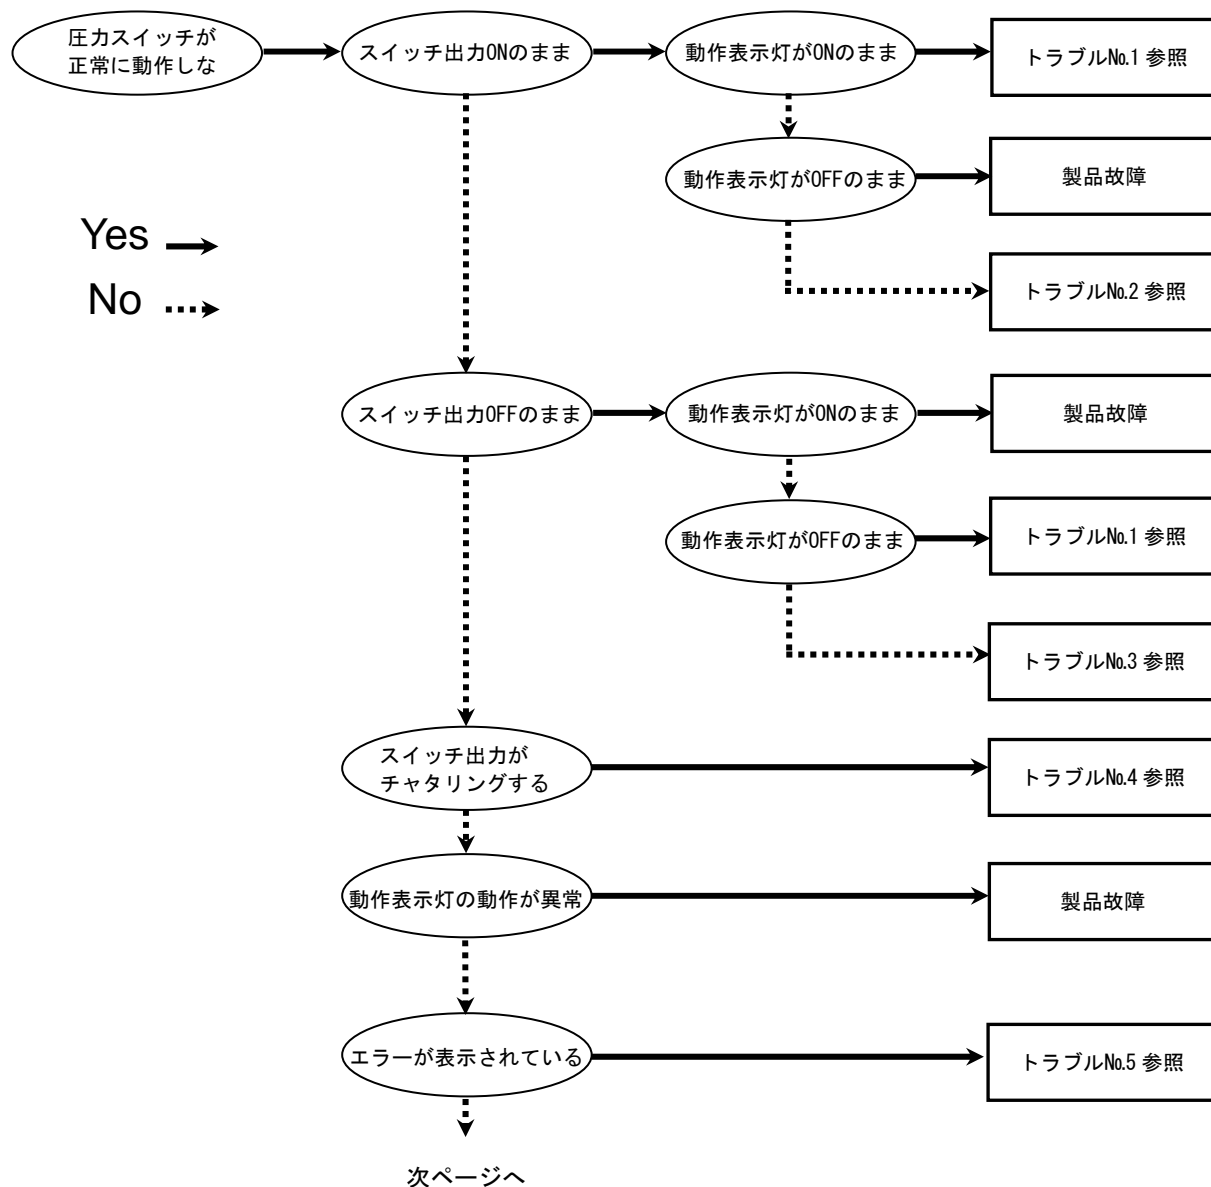 圧力スイッチが
正常に動作しな
スイッチ出力ONのまま
動作表示灯がONのまま
トラブル№1 参照
動作表示灯がOFFのまま
製品故障
Yes
No
トラブル№2 参照
スイッチ出力OFFのまま
動作表示灯がONのまま
製品故障
動作表示灯がOFFのまま
トラブル№1 参照
トラブル№3 参照
スイッチ出力が
チャタリングする
トラブル№4 参照
動作表示灯の動作が異常
製品故障
エラーが表示されている
トラブル№5 参照
次ページへ